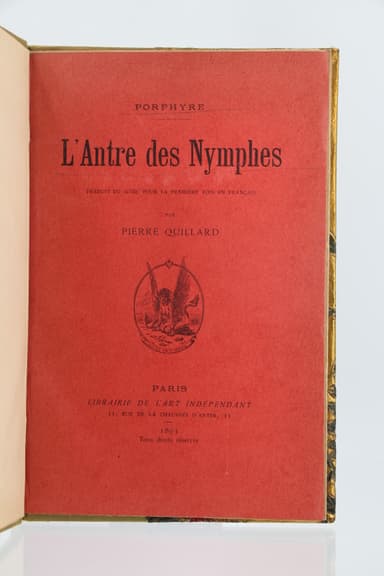 PORPHYRE
L'Antre des Nymphes
TRADUIT DU GREC POUR LA PREMIÈRE FOIS EN FRANÇAIS
PAR
PIERRE QUILLARD
PARIS
LIBRAIRIE DE L'ART INDÉPENDANT
11, RUE DE LA CHAUSSÉE D'ANTIN, 11
1893
Tous droits réservés